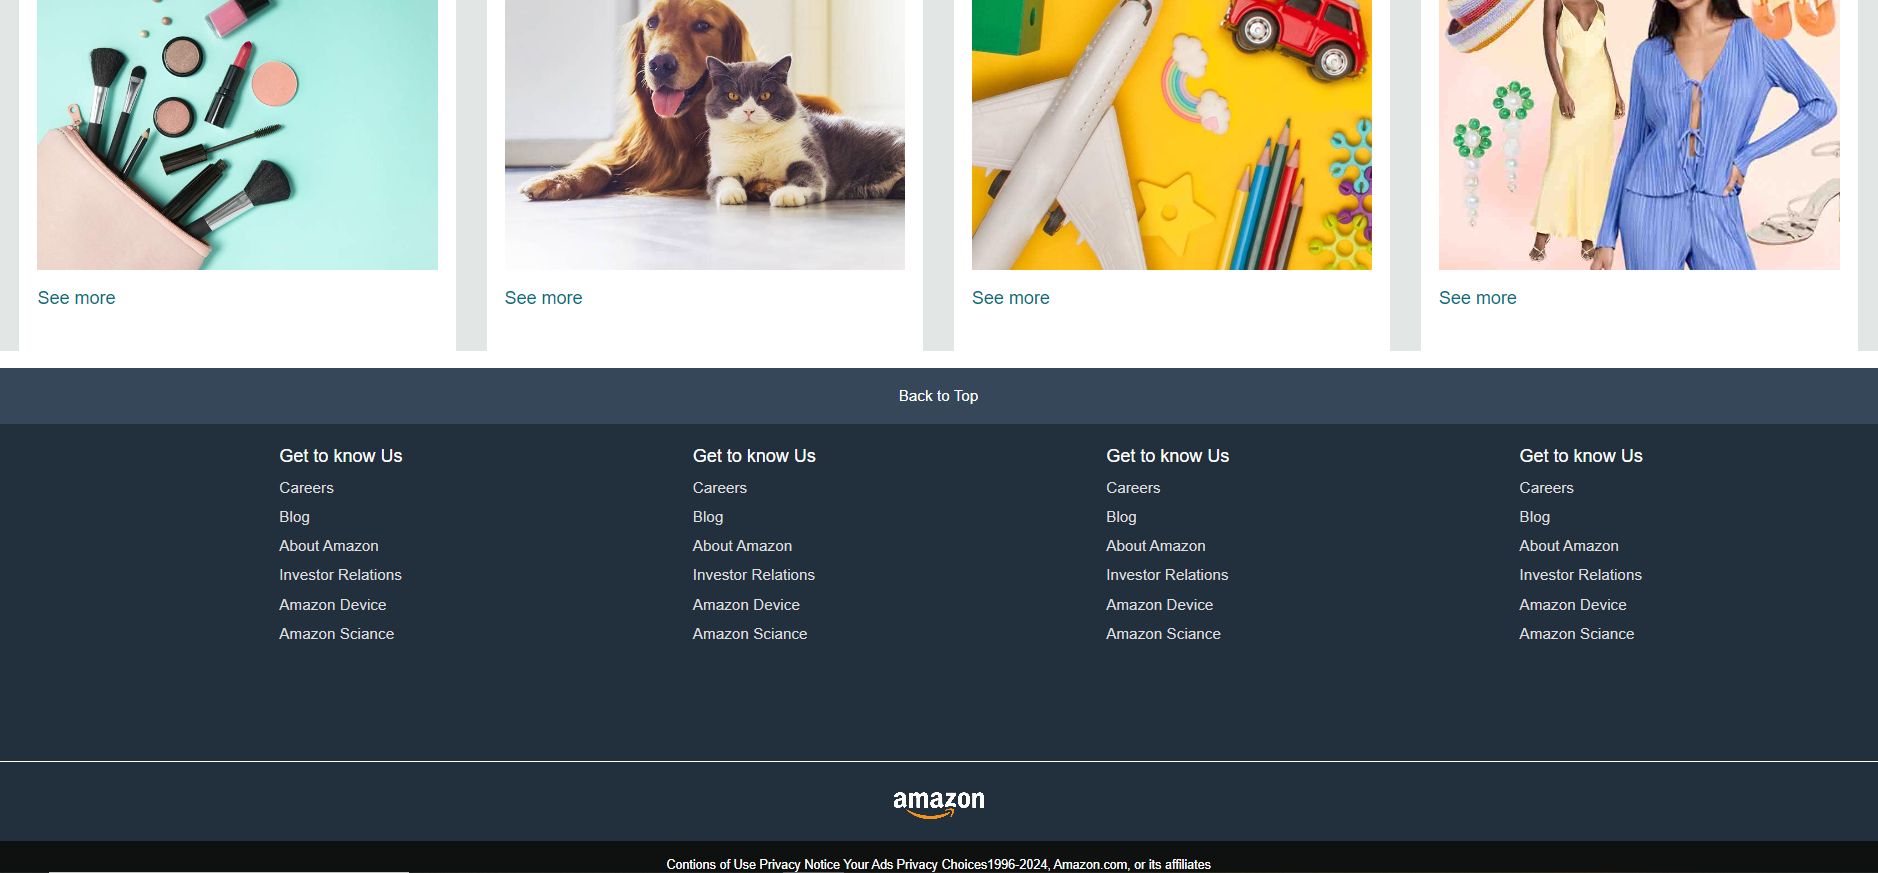 See more
See more
See more
See more
Back to Top
Get to know Us
Careers
Blog
About Amazon
Investor Relations
Amazon Device
Amazon Sciance
Get to know Us
Careers
Blog
About Amazon
Investor Relations
Amazon Device
Amazon Sciance
Get to know Us
Careers
Blog
About Amazon
Investor Relations
Amazon Device
Amazon Sciance
Get to know Us
Careers
Blog
About Amazon
Investor Relations
Amazon Device
Amazon Sciance
amazon
Contions of Use Privacy Notice Your Ads Privacy Choices1996-2024, Amazon.com, or its affiliates